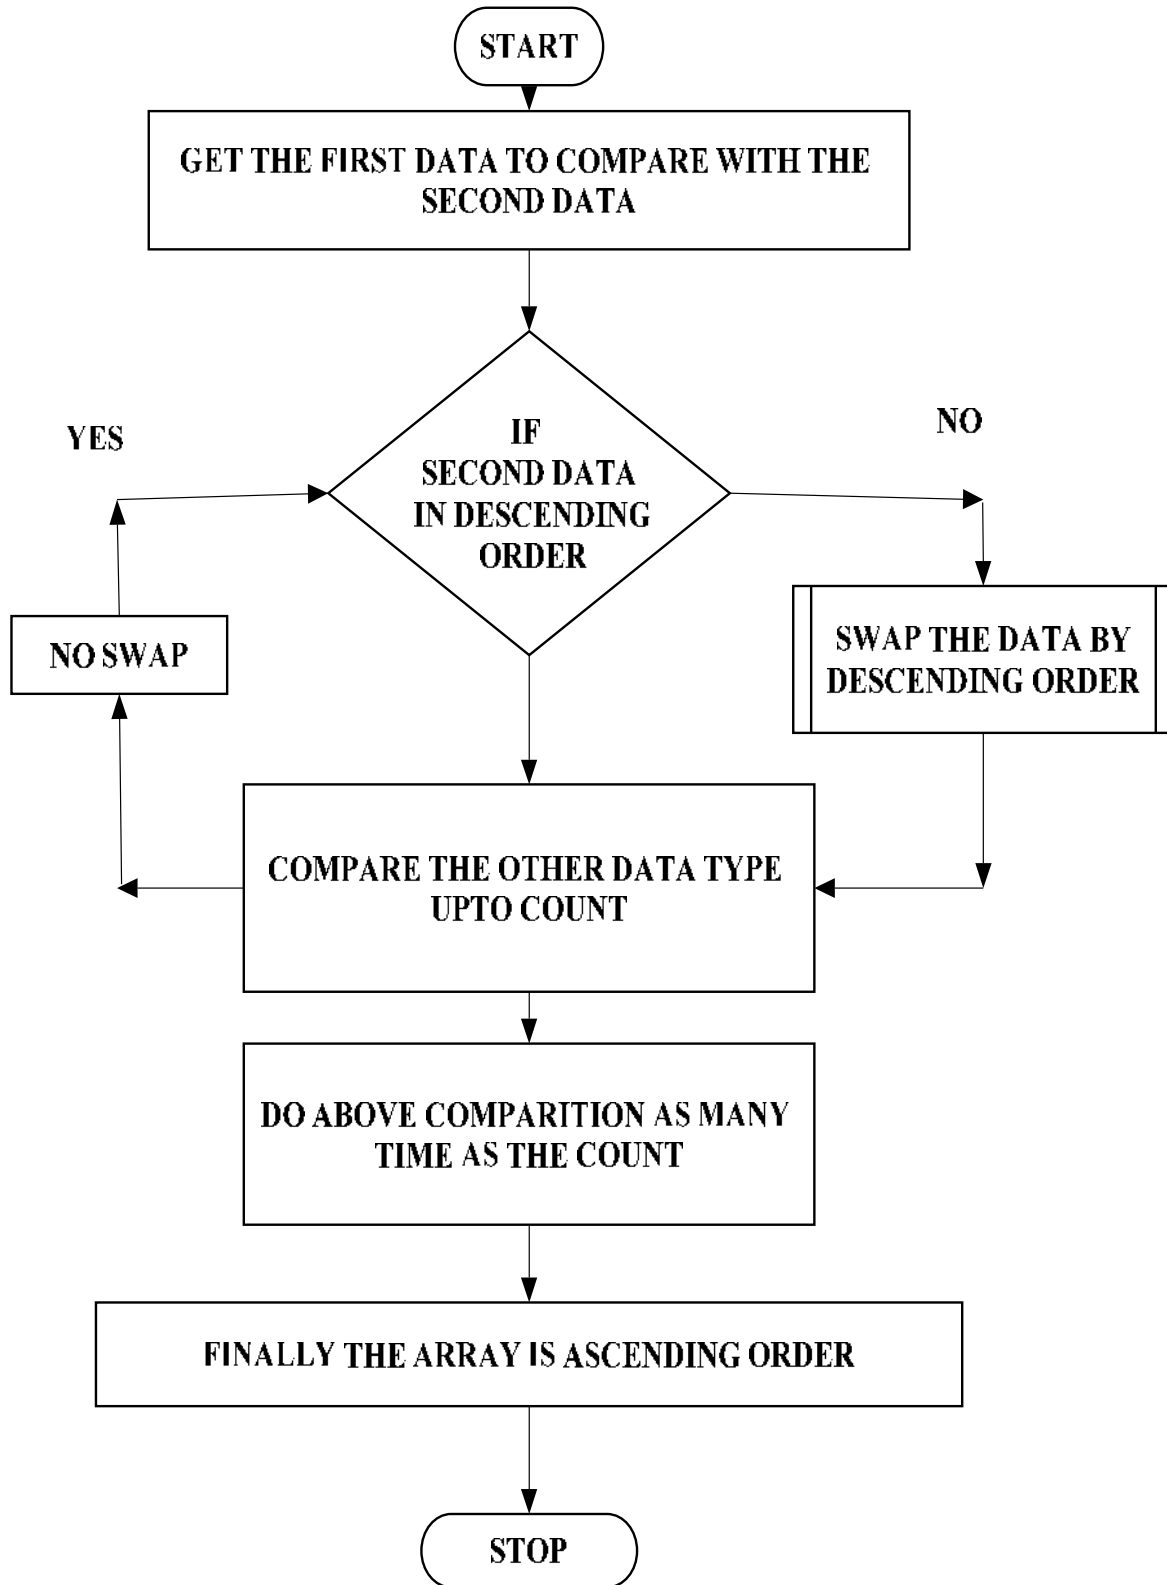 START
GET THE FIRST DATA TO COMPARE WITH THE
SECOND DATA
YES
NO
IF
SECOND DATA
IN DESCENDING
ORDER
NO SWAP
SWAP THE DATA BY
DESCENDING ORDER
COMPARE THE OTHER DATA TYPE
UPTO COUNT
DO ABOVE COMPARITION AS MANY
TIME AS THE COUNT
FINALLY THE ARRAY IS ASCENDING ORDER
STOP